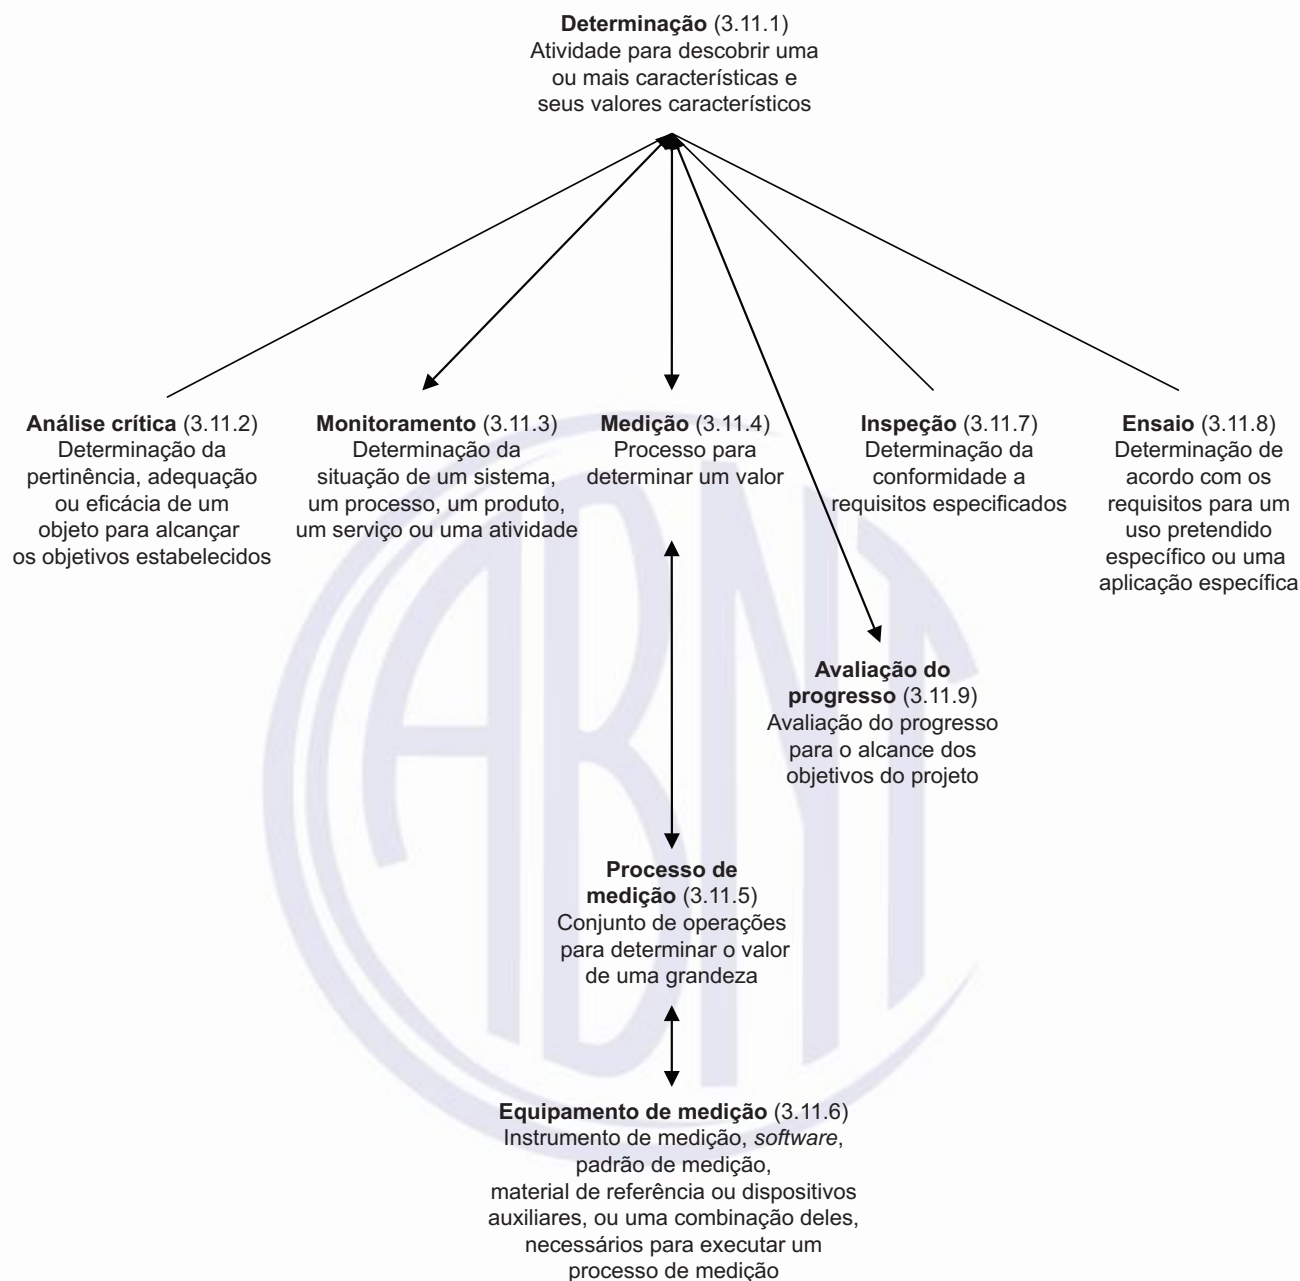 Determinação (3.11.1)
Atividade para descobrir uma
ou mais características e
seus valores característicos
Análise crítica (3.11.2)
Determinação da
pertinência, adequação
ou eficácia de um
objeto para alcançar
os objetivos estabelecidos
Monitoramento (3.11.3)
Determinação da
situação de um sistema,
um processo, um produto,
um serviço ou uma atividade
Medição (3.11.4)
Processo para
determinar um valor
Inspeção (3.11.7)
Determinação da
conformidade a
requisitos especificados
Ensaio (3.11.8)
Determinação de
acordo com os
requisitos para um
uso pretendido
específico ou uma
aplicação específica
Avaliação do
progresso (3.11.9)
Avaliação do progresso
para o alcance dos
objetivos do projeto
Processo de
medição (3.11.5)
Conjunto de operações
para determinar o valor
de uma grandeza
Equipamento de medição (3.11.6)
Instrumento de medição, software,
padrão de medição,
material de referência ou dispositivos
auxiliares, ou uma combinação deles,
necessários para executar um
processo de medição
ABNT